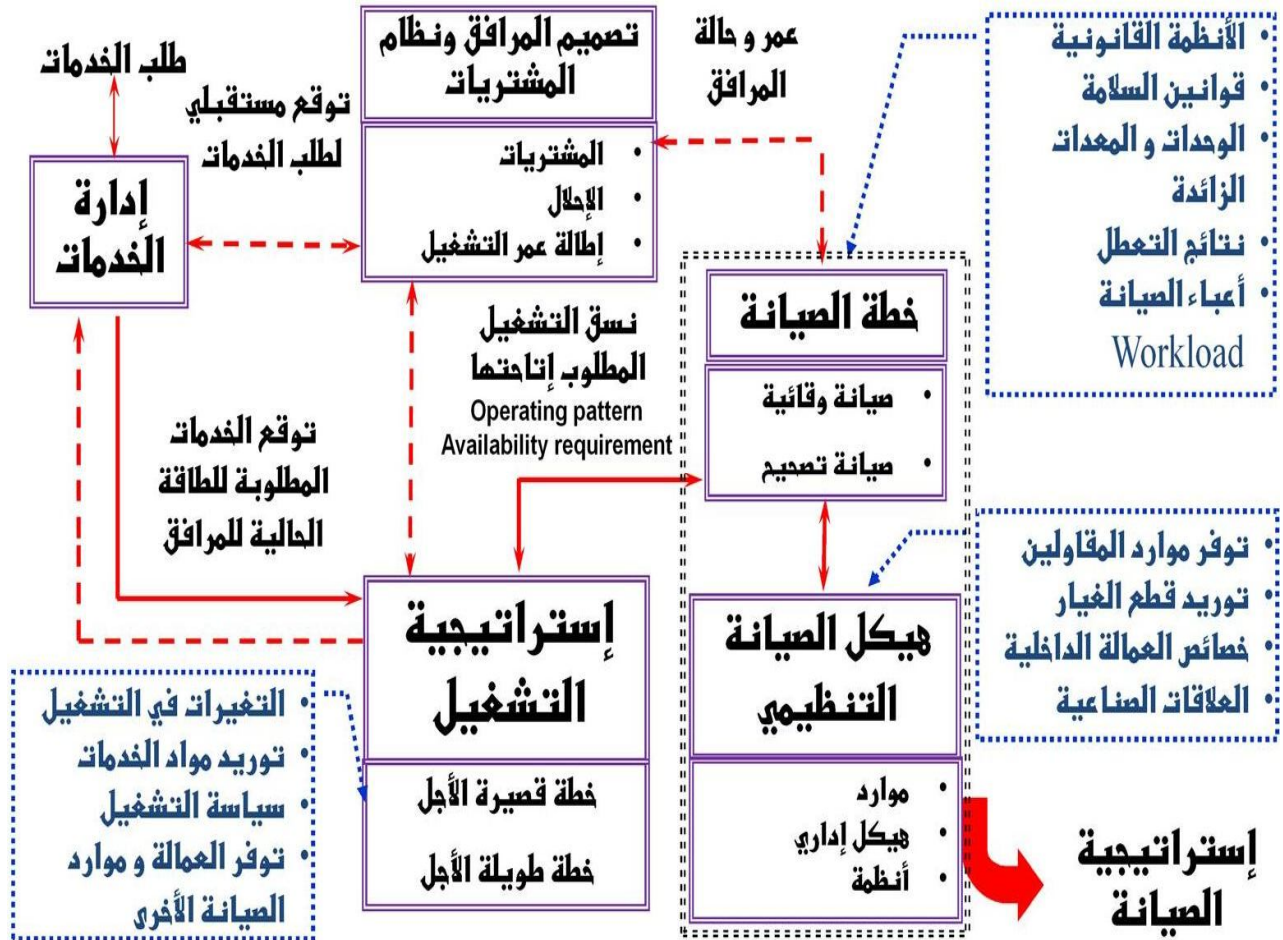 تصميم المرافق ونظام
المشتريات
• المشتريات
• الإحلال
• إطالة عمر التشغيل
عمر و حالة
المرافق
• الأنظمة القانونية
• قوانين السلامة
• الوحدات و المعدات
الزائدة
• نتائج التعطل
• أعباء الصيانة
Workload
طلب الخدمات
توقع مستقبلي
لطلب الخدمات
إدارة
الخدمات
خطة الصيانة
• صيانة وقائية
• صيانة تصحيح
نسق التشغيل
المطلوب إتاحتها
Operating pattern
Availability requirement
توقع الخدمات
المطلوبة للطاقة
الحالية للمرافق
• توفر موارد المقاولين
• توريد قطع الغيار
• خصائص العمالة الداخلية
• العلاقات الصناعية
هيكل الصيانة
التنظيمي
• موارد
• هيكل إداري
• أنظمة
إستراتيجية
التشغيل
خطة قصيرة الأجل
خطة طويلة الأجل
• التغيرات في التشغيل
• توريد مواد الخدمات
• سياسة التشغيل
• توفر العمالة و موارد
الصيانة الأخرى
إستراتيجية
الصيانة